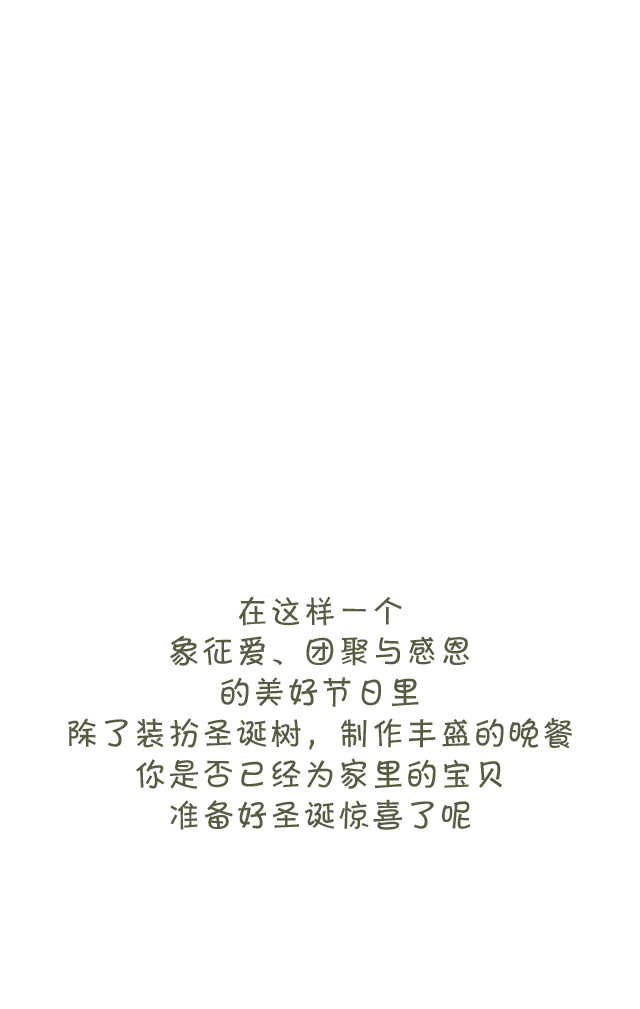 在这样一个
象征爱、团聚与感恩
的美好节日里
除了装扮圣诞树，制作丰盛的晚餐
你是否已经为家里的宝贝
准备好圣诞惊喜了呢